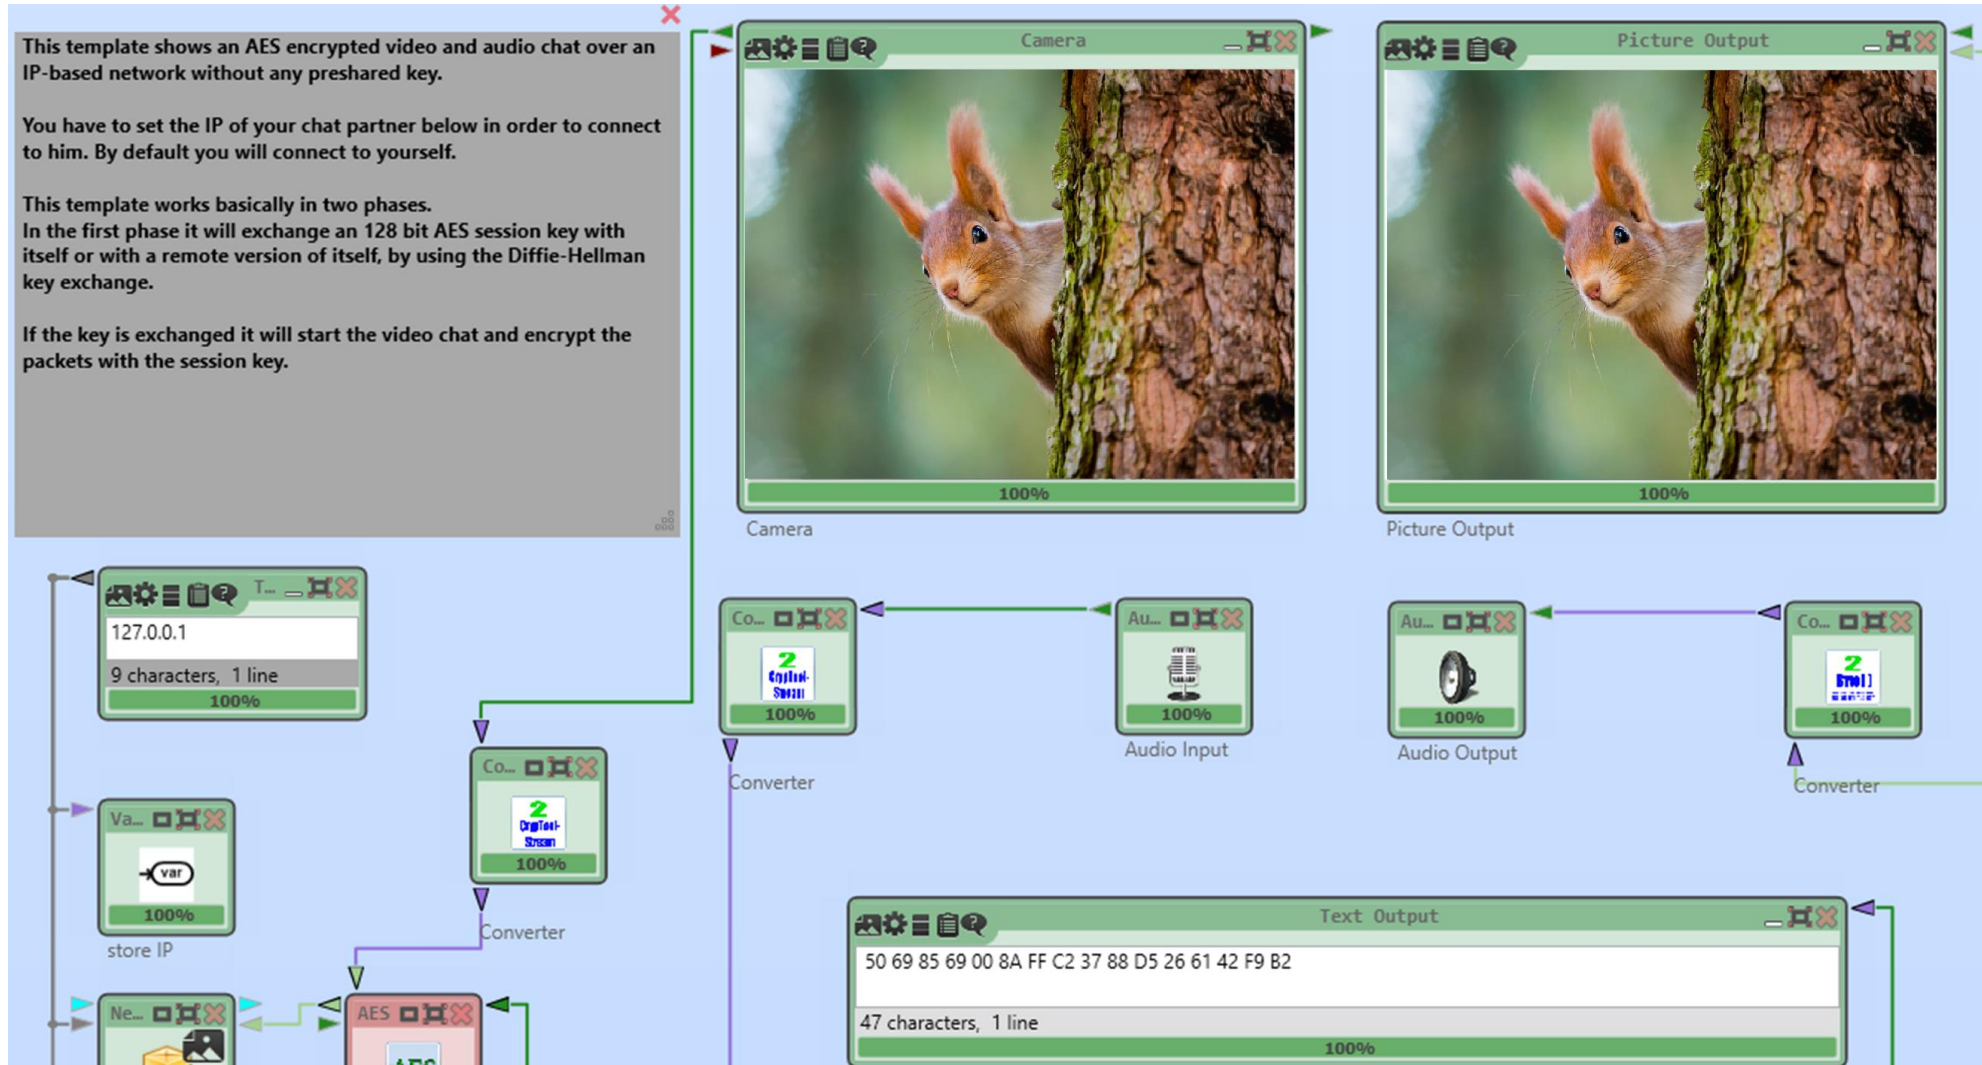 This template shows an AES encrypted video and audio chat over an
IP-based network without any preshared key.
You have to set the IP of your chat partner below in order to connect
to him. By default you will connect to yourself.
This template works basically in two phases.
In the first phase it will exchange an 128 bit AES session key with
itself or with a remote version of itself, by using the Diffie-Hellman
key exchange.
If the key is exchanged it will start the video chat and encrypt the
packets with the session key.
Camera
100%
Camera
Picture Output
100%
Picture Output
T...
127.0.0.1
9 characters, 1 line
100%
Co...
2
CrypTool-
Stream
100%
Converter
Au...
100%
Audio Input
Au...
100%
Audio Output
Co...
2
100%
Converter
Co...
2
CrypTool-
Stream
100%
Converter
Va...
var
100%
store IP
Text Output
50 69 85 69 00 8A FF C2 37 88 D5 26 61 42 F9 B2
47 characters, 1 line
100%
Ne...
AES
AES